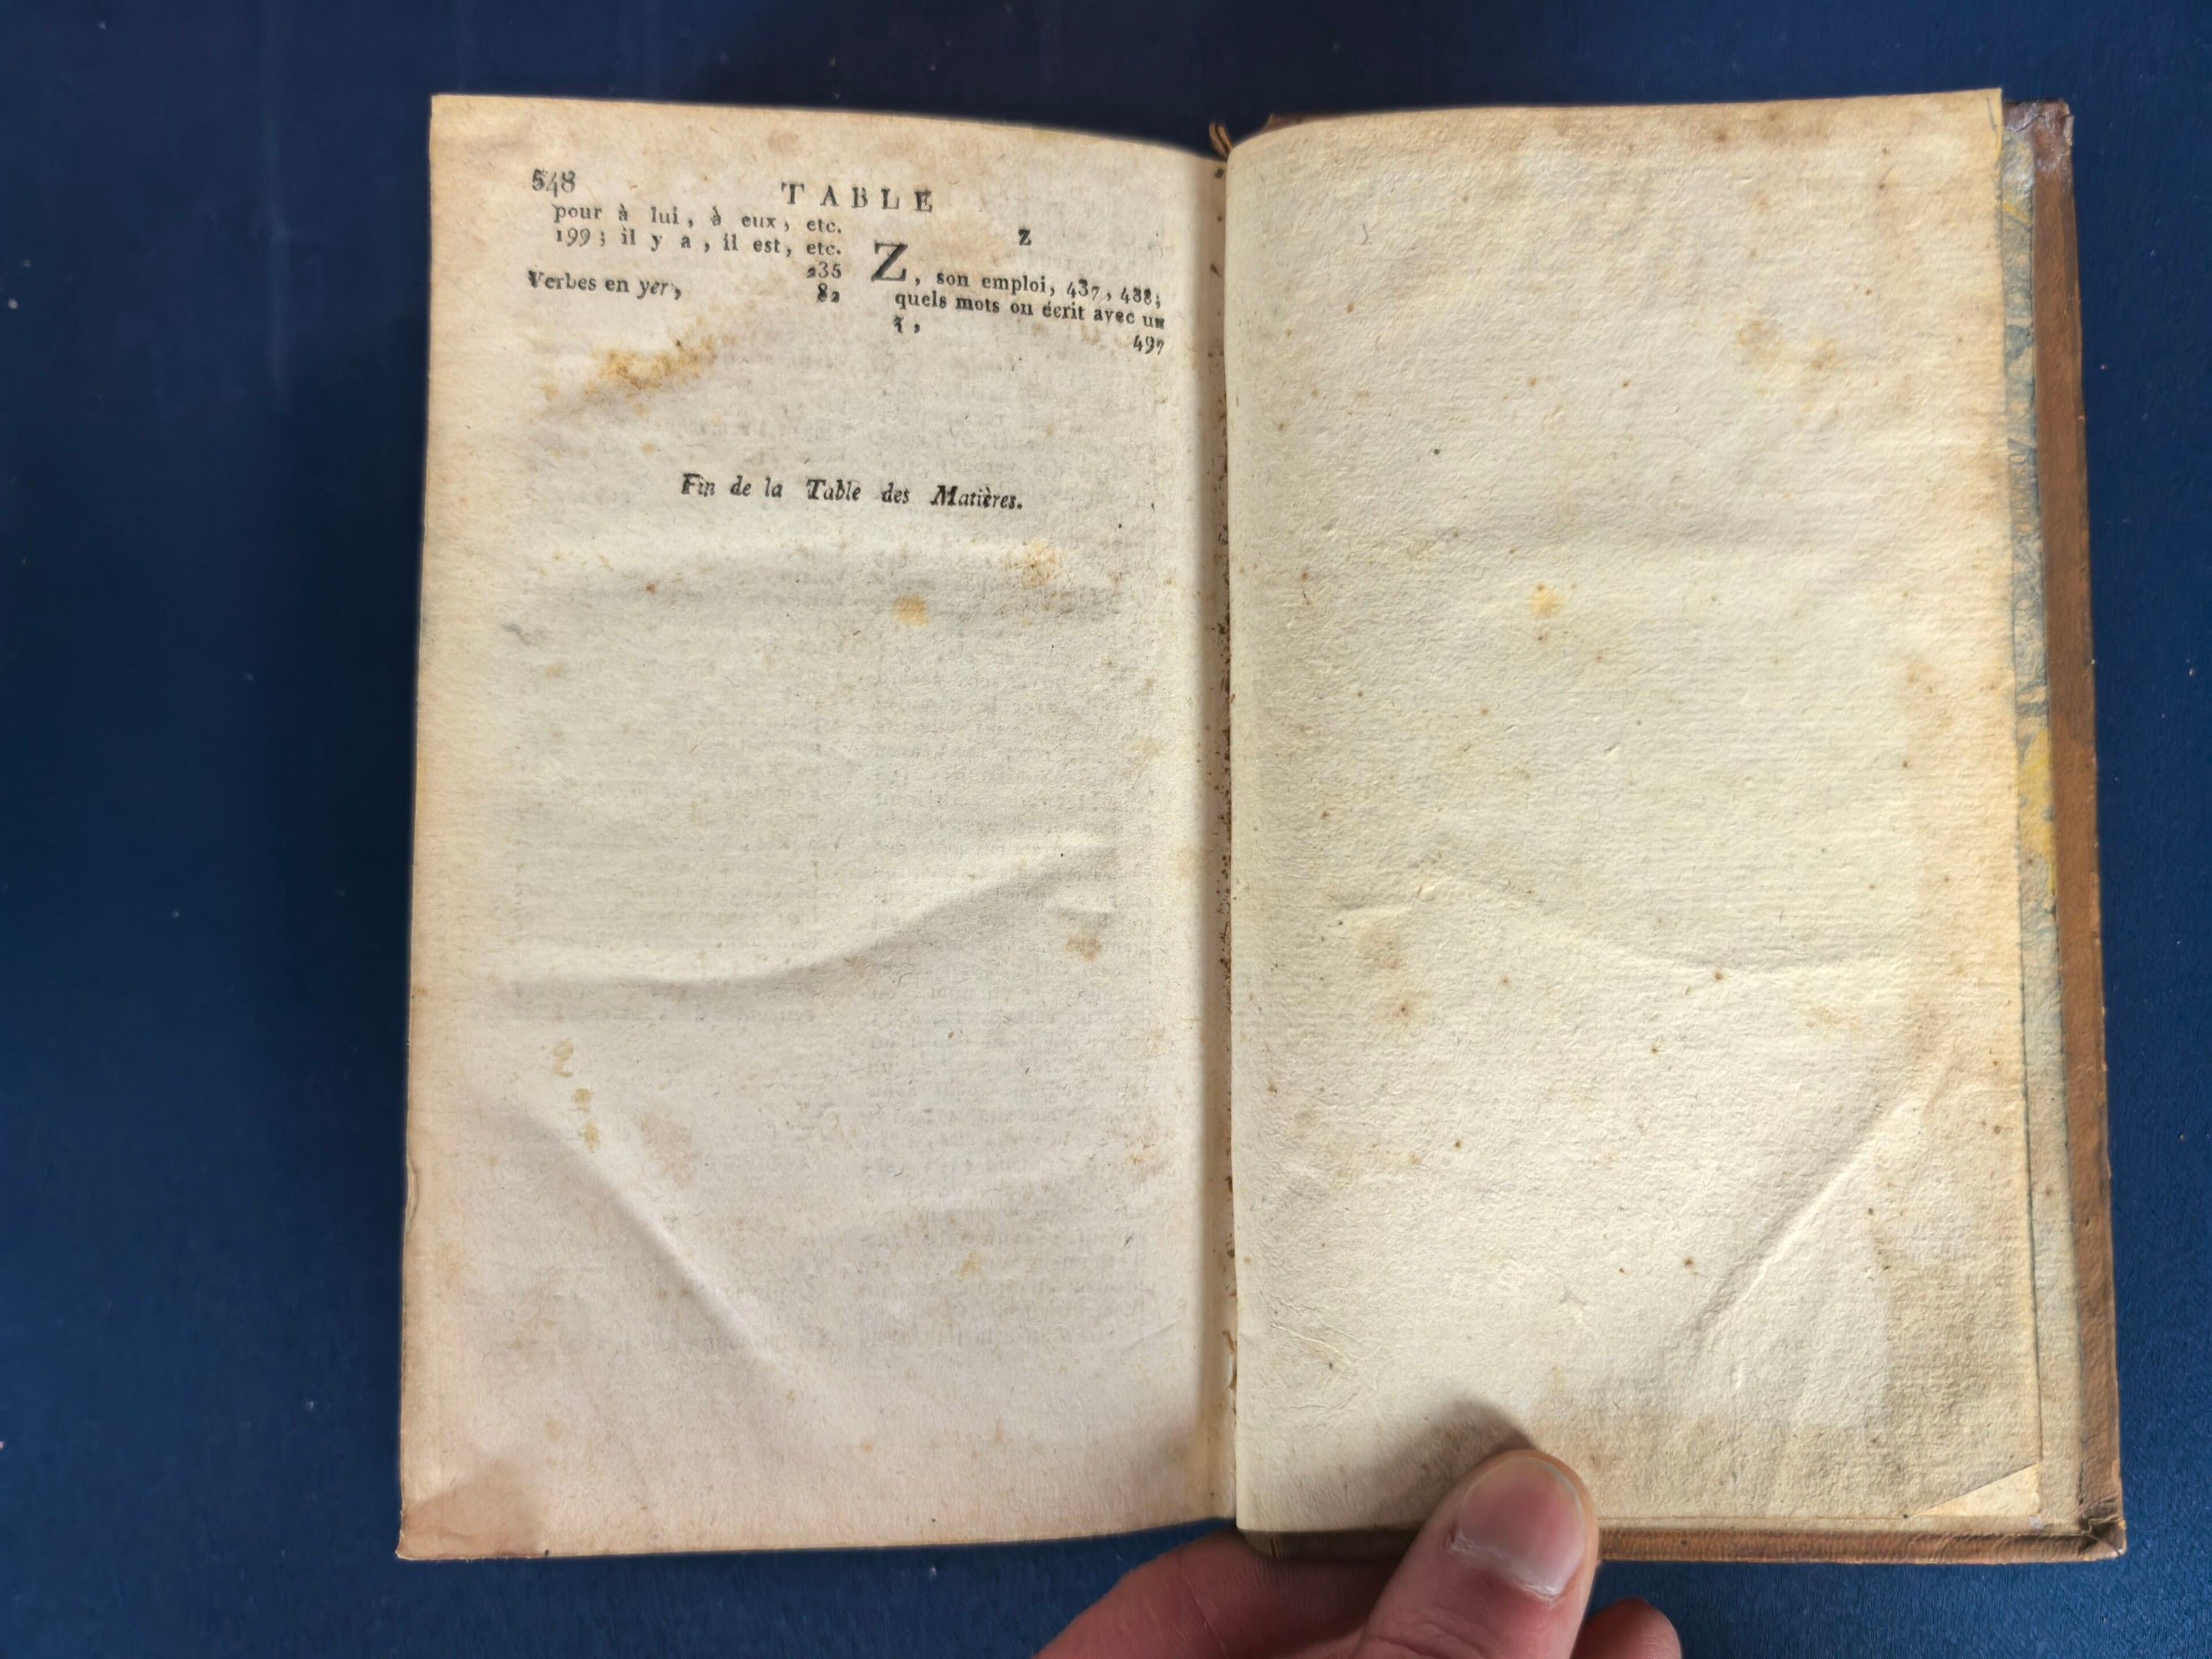 548
TABLE
pour à lui, à eux, etc.
199; il y a, il est, etc.
235
Verbes en yer, 82
Z
Z, son emploi, 437, 438;
quels mots on écrit avec un
z, 497
Fin de la Table des Matières.